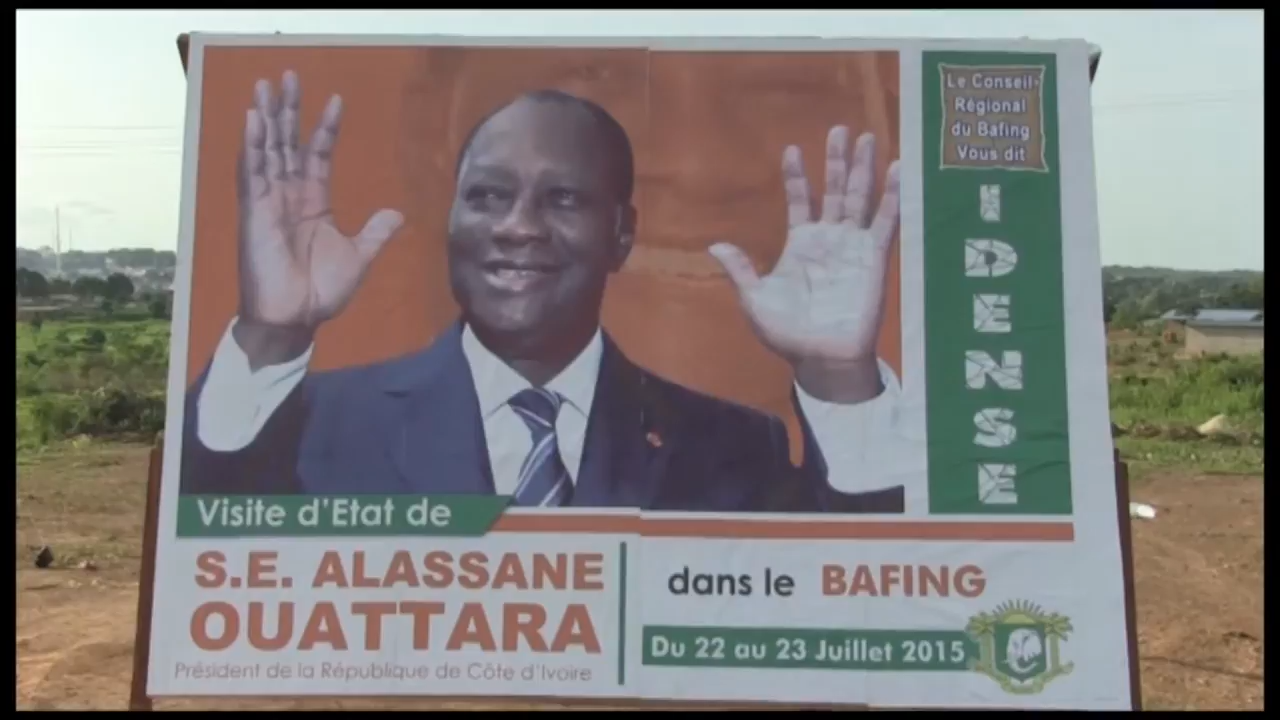 Le Conseil
Régional
du Bafing
Vous dit
IDENSE
Visite d'Etat de
S.E. ALASSANE
OUATTARA
Président de la République de Côte d'Ivoire
dans le BAFING
Du 22 au 23 Juillet 2015